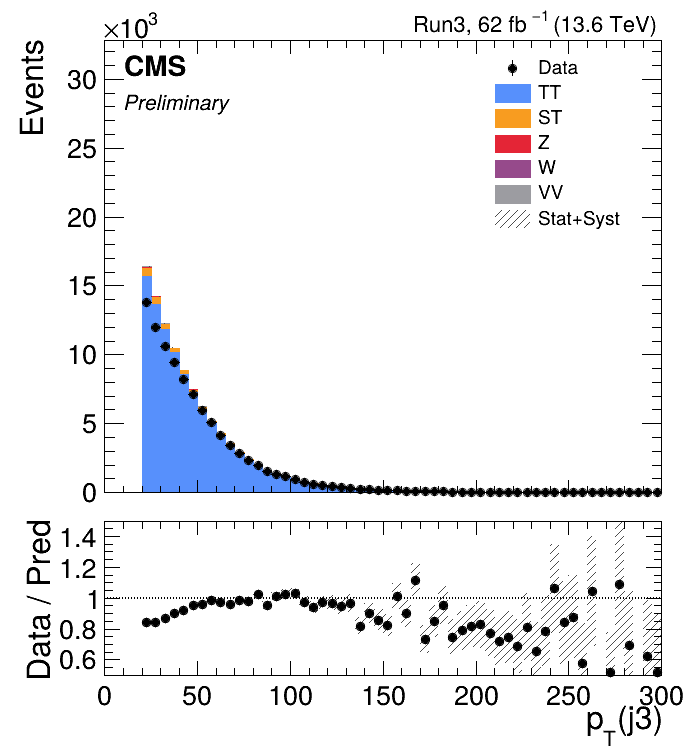 ×10³
Run3, 62 fb ⁻¹ (13.6 TeV)
CMS
Preliminary
Events
30
25
20
15
10
5
0
Data
TT
ST
Z
W
VV
Stat+Syst
Data / Pred
1.4
1.2
1
0.8
0.6
0 50 100 150 200 250 300
p_T(j3)